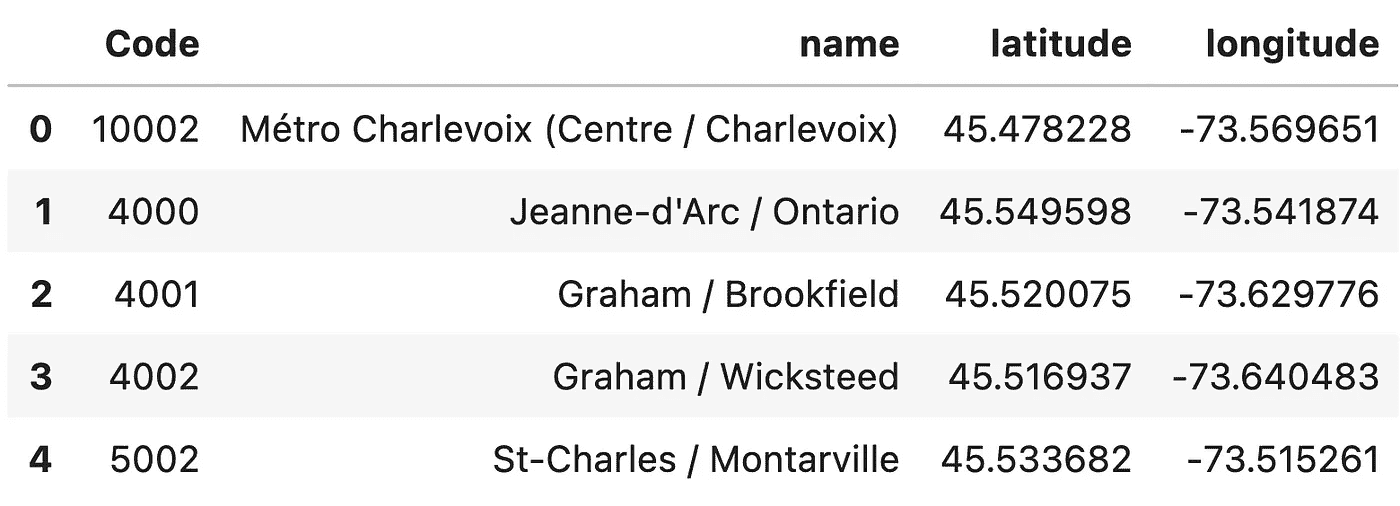 Code name latitude longitude
0 10002 Métro Charlevoix (Centre / Charlevoix) 45.478228 -73.569651
1 4000 Jeanne-d'Arc / Ontario 45.549598 -73.541874
2 4001 Graham / Brookfield 45.520075 -73.629776
3 4002 Graham / Wicksteed 45.516937 -73.640483
4 5002 St-Charles / Montarville 45.533682 -73.515261